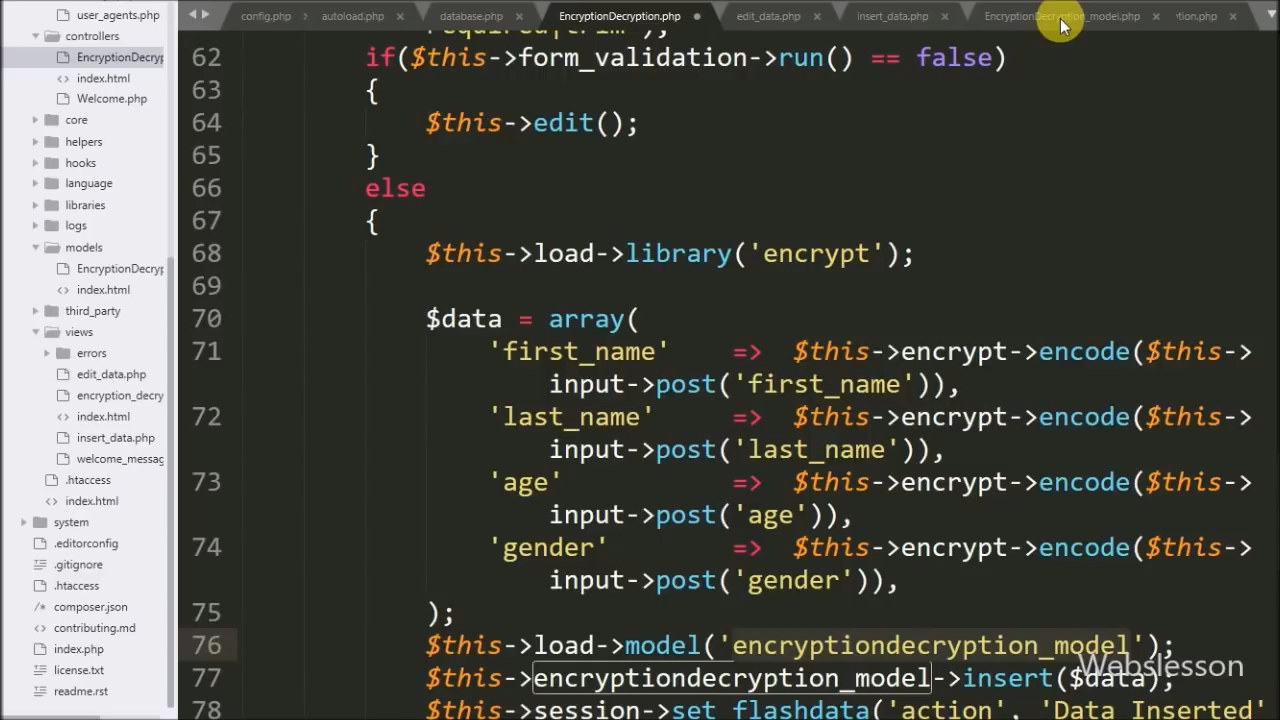 user_agents.php
controllers
EncryptionDecryp
index.html
Welcome.php
core
helpers
hooks
language
libraries
logs
models
EncryptionDecryp
index.html
third_party
views
errors
edit_data.php
encryption_decry
index.html
insert_data.php
welcome_messag
.htaccess
index.html
system
.editorconfig
.gitignore
.htaccess
composer.json
contributing.md
index.php
license.txt
readme.rst
config.php
autoload.php
database.php
EncryptionDecryption.php
edit_data.php
insert_data.php
EncryptionDecryption_model.php
tion.php
required|trim');
62 if($this->form_validation->run() == false)
63 {
64 $this->edit();
65 }
66 else
67 {
68 $this->load->library('encrypt');
69
70 $data = array(
71 'first_name' => $this->encrypt->encode($this->
input->post('first_name')),
72 'last_name' => $this->encrypt->encode($this->
input->post('last_name')),
73 'age' => $this->encrypt->encode($this->
input->post('age')),
74 'gender' => $this->encrypt->encode($this->
input->post('gender')),
75 );
76 $this->load->model('encryptiondecryption_model');
77 $this->encryptiondecryption_model->insert($data);
78 $this->session->set_flashdata('action', 'Data Inserted'
Webslesson